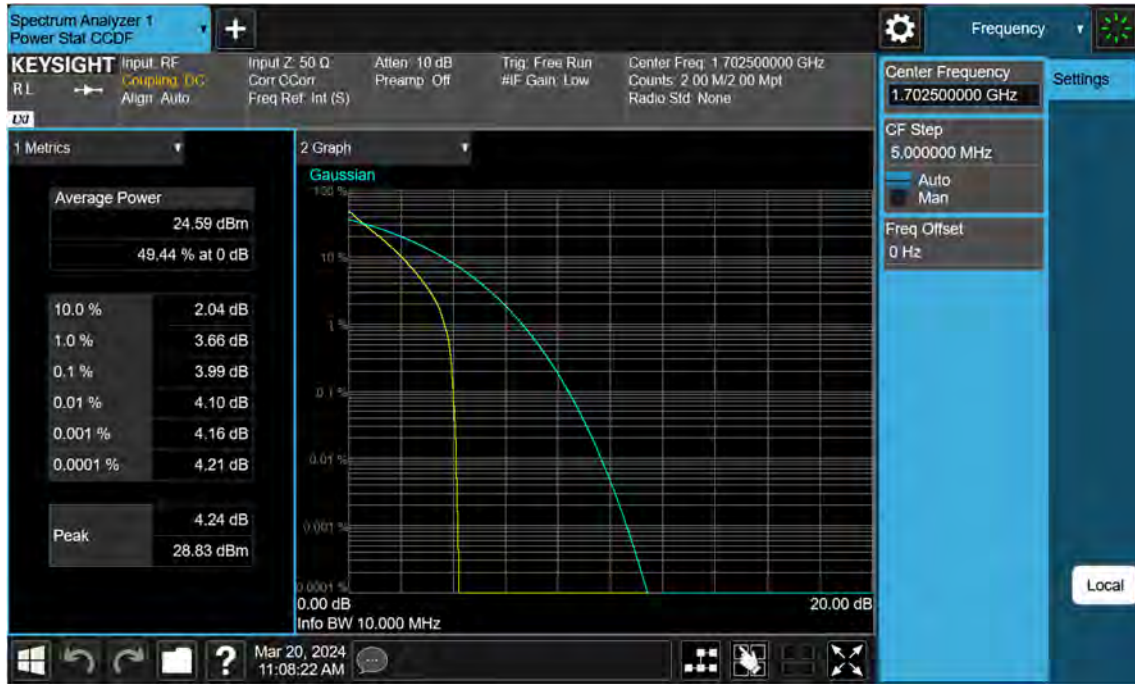 Spectrum Analyzer 1
Power Stat CCDF
Frequency
KEYSIGHT
RL
LXI
Input: RF
Coupling: DC
Align: Auto
Input Z: 50 Ω
Corr CCorr
Freq Ref: Int (S)
Atten: 10 dB
Preamp: Off
Trig: Free Run
#IF Gain: Low
Center Freq: 1.702500000 GHz
Counts: 2.00 M/2.00 Mpt
Radio Std: None
Center Frequency
1.702500000 GHz
Settings
CF Step
5.000000 MHz
Auto
Man
Freq Offset
0 Hz
Local
1 Metrics
Average Power
24.59 dBm
49.44 % at 0 dB
10.0 % 2.04 dB
1.0 % 3.66 dB
0.1 % 3.99 dB
0.01 % 4.10 dB
0.001 % 4.16 dB
0.0001 % 4.21 dB
Peak
4.24 dB
28.83 dBm
2 Graph
Gaussian
100 %
10 %
1 %
0.1 %
0.01 %
0.001 %
0.0001 %
0.00 dB 20.00 dB
Info BW 10.000 MHz
?
Mar 20, 2024
11:08:22 AM